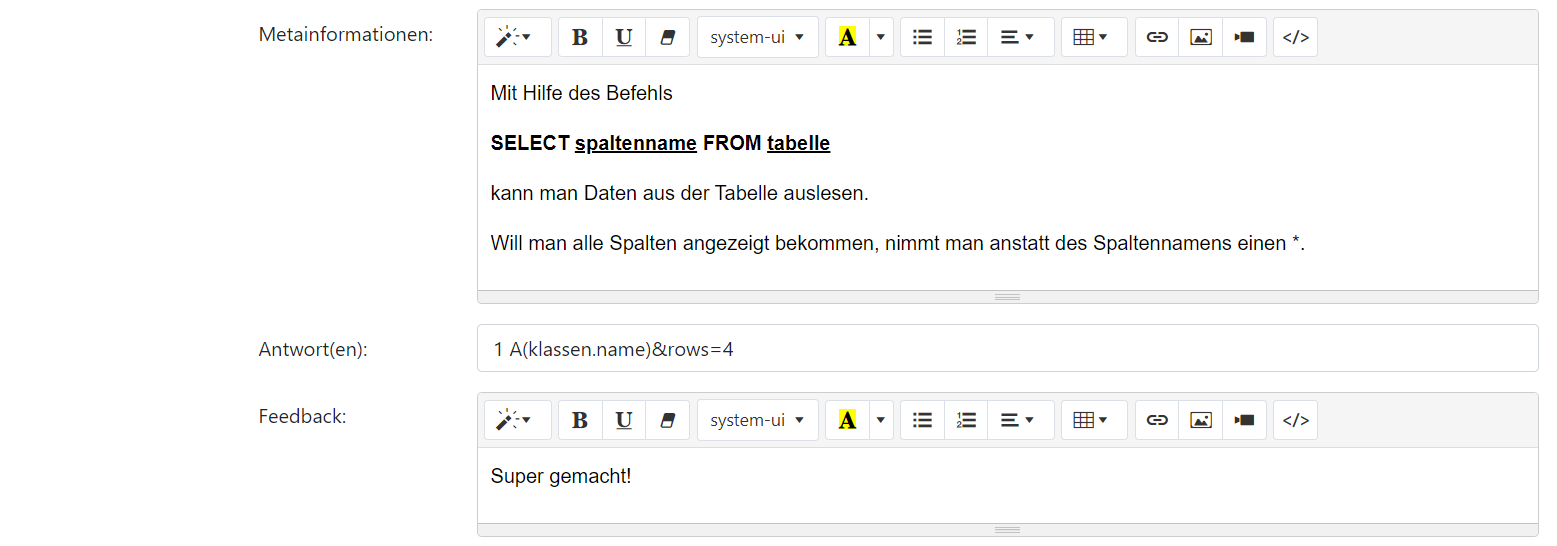 Metainformationen:
B U system-ui A </>
Mit Hilfe des Befehls
SELECT spaltenname FROM tabelle
kann man Daten aus der Tabelle auslesen.
Will man alle Spalten angezeigt bekommen, nimmt man anstatt des Spaltennamens einen *.
Antwort(en):
1 A(klassen.name)&rows=4
Feedback:
B U system-ui A </>
Super gemacht!